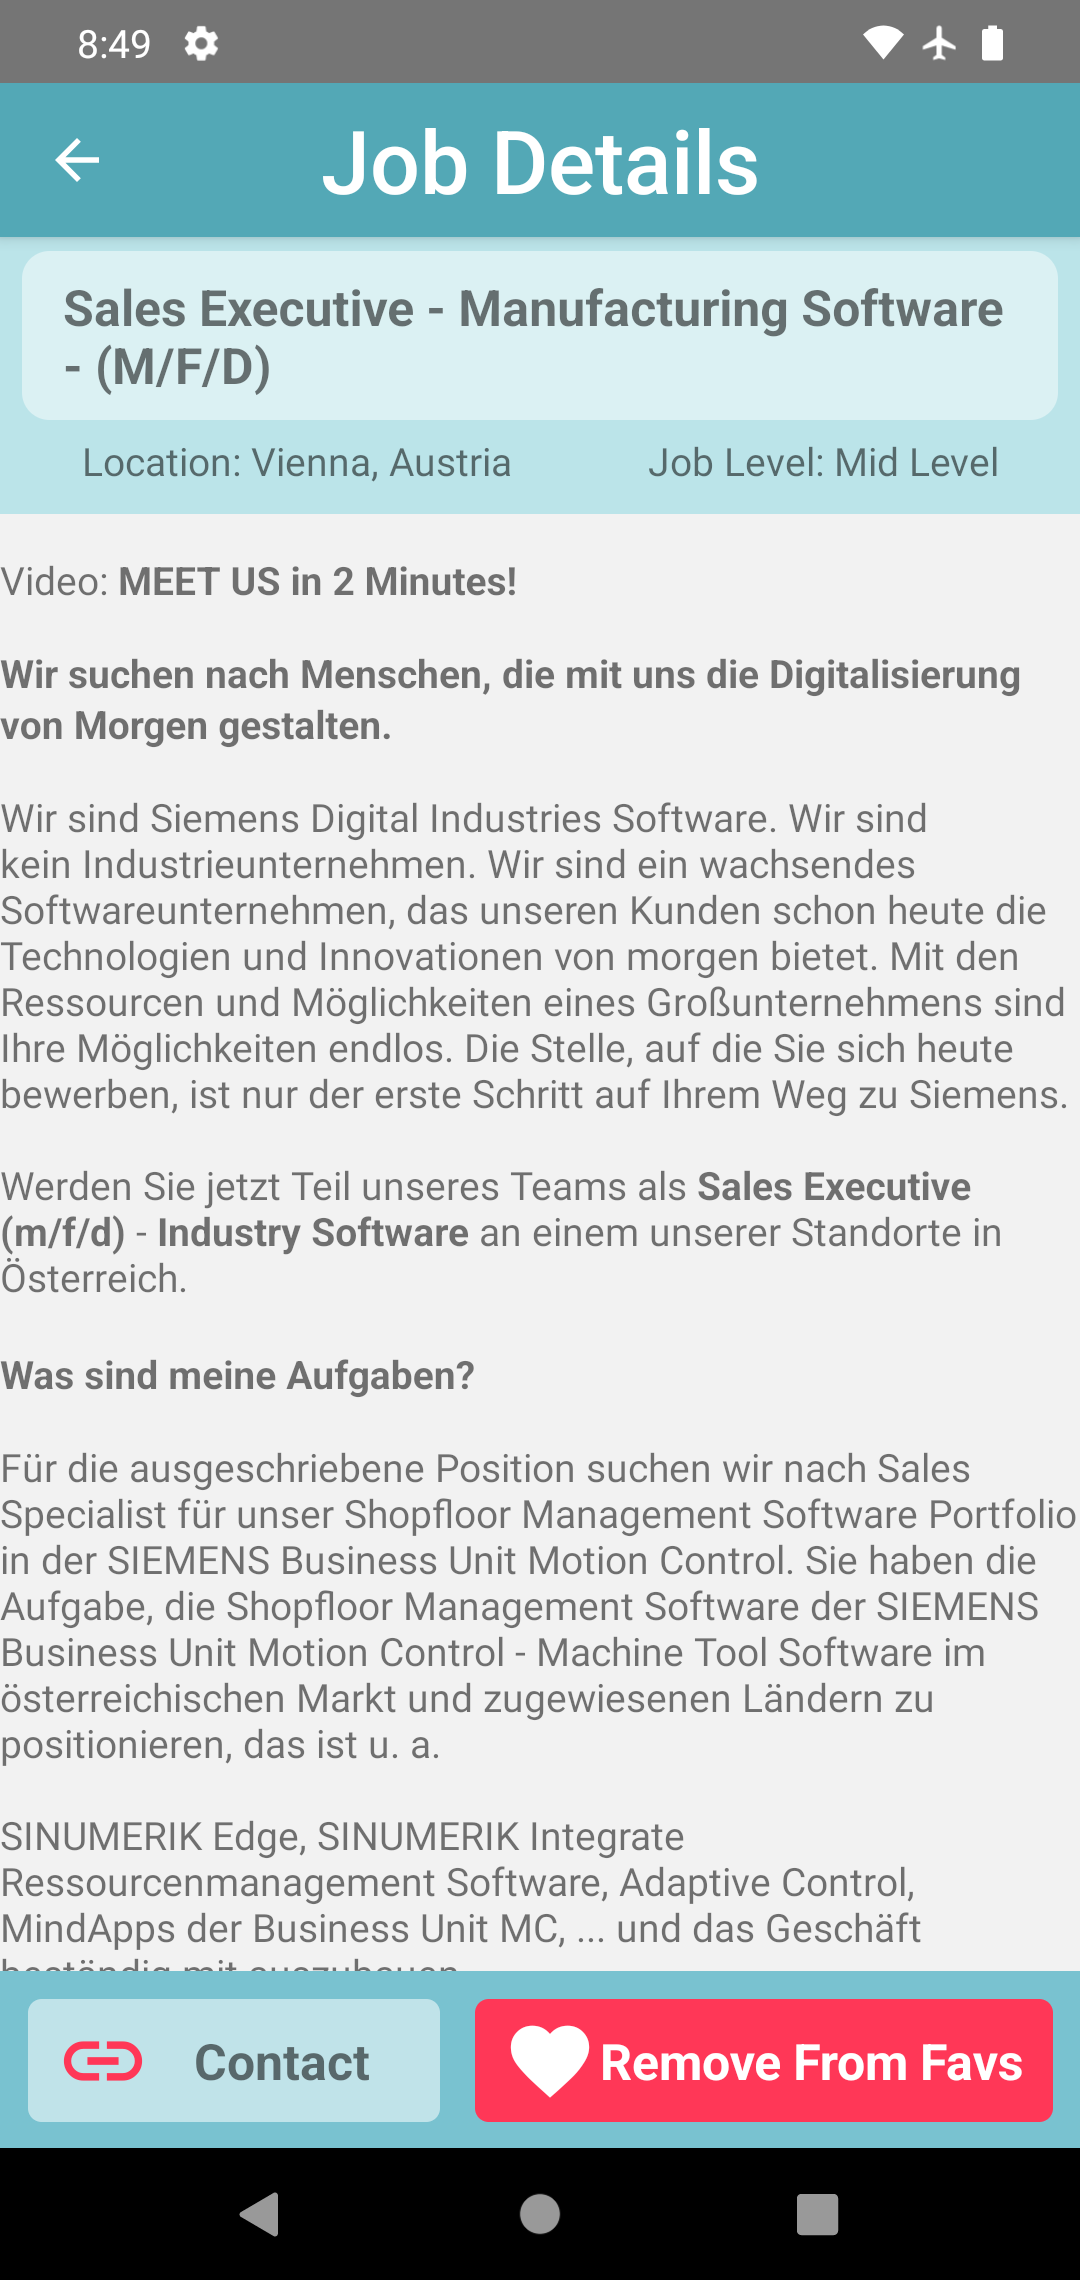 8:49
Job Details
Sales Executive - Manufacturing Software
- (M/F/D)
Location: Vienna, Austria
Job Level: Mid Level
Video: MEET US in 2 Minutes!
Wir suchen nach Menschen, die mit uns die Digitalisierung
von Morgen gestalten.
Wir sind Siemens Digital Industries Software. Wir sind
kein Industrieunternehmen. Wir sind ein wachsendes
Softwareunternehmen, das unseren Kunden schon heute die
Technologien und Innovationen von morgen bietet. Mit den
Ressourcen und Möglichkeiten eines Großunternehmens sind
Ihre Möglichkeiten endlos. Die Stelle, auf die Sie sich heute
bewerben, ist nur der erste Schritt auf Ihrem Weg zu Siemens.
Werden Sie jetzt Teil unseres Teams als Sales Executive
(m/f/d) - Industry Software an einem unserer Standorte in
Österreich.
Was sind meine Aufgaben?
Für die ausgeschriebene Position suchen wir nach Sales
Specialist für unser Shopfloor Management Software Portfolio
in der SIEMENS Business Unit Motion Control. Sie haben die
Aufgabe, die Shopfloor Management Software der SIEMENS
Business Unit Motion Control - Machine Tool Software im
österreichischen Markt und zugewiesenen Ländern zu
positionieren, das ist u. a.
SINUMERIK Edge, SINUMERIK Integrate
Ressourcenmanagement Software, Adaptive Control,
MindApps der Business Unit MC, ... und das Geschäft
beständig mit auszubauen
Contact
Remove From Favs